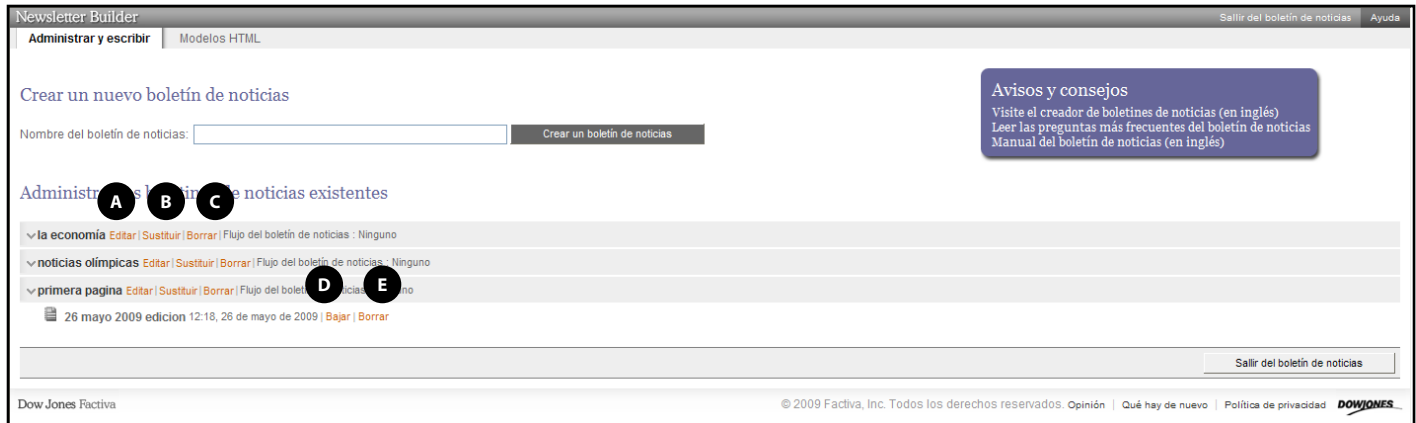 Newsletter Builder Sallir del boletín de noticias Ayuda
Administrar y escribir Modelos HTML
Crear un nuevo boletín de noticias
Nombre del boletín de noticias: Crear un boletín de noticias
Avisos y consejos
Visite el creador de boletines de noticias (en inglés)
Leer las preguntas más frecuentes del boletín de noticias
Manual del boletín de noticias (en inglés)
de noticias existentes
A B C
la economía Editar | Sustituir | Borrar | Flujo del boletín de noticias : Ninguno
noticias olímpicas Editar | Sustituir | Borrar | Flujo del boletín de noticias : Ninguno
D E
primera pagina Editar | Sustituir | Borrar | Flujo del
26 mayo 2009 edicion 12:18, 26 de mayo de 2009 | Bajar | Borrar
Sallir del boletín de noticias
Dow Jones Factiva © 2009 Factiva, Inc. Todos los derechos reservados. Opinión | Qué hay de nuevo | Política de privacidad DOWJONES